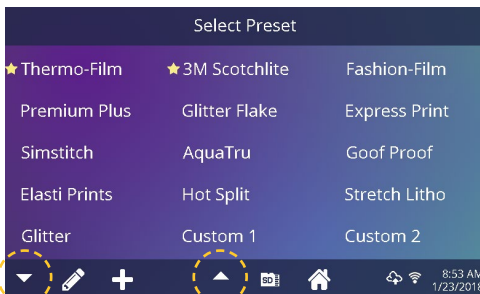 Select Preset
Thermo-Film 3M Scotchlite Fashion-Film
Premium Plus Glitter Flake Express Print
Simstitch AquaTru Goof Proof
Elasti Prints Hot Split Stretch Litho
Glitter Custom 1 Custom 2
SD 8:53 AM
1/23/2018